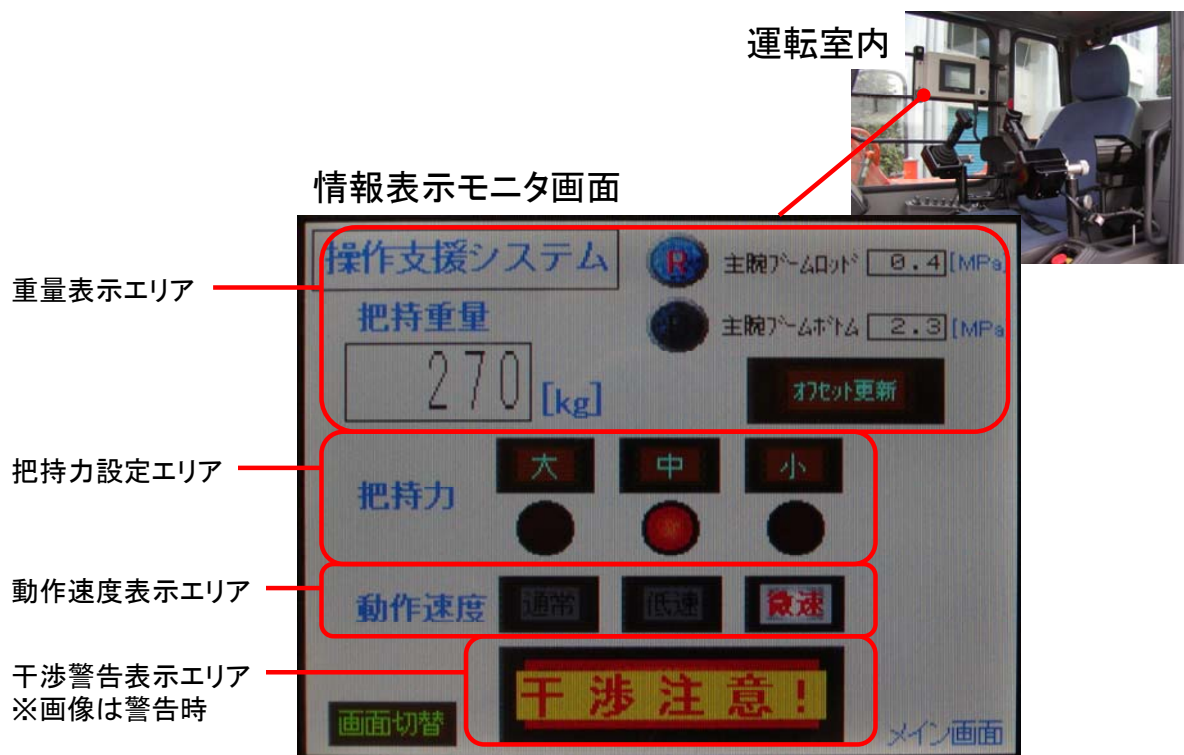 運転室内
情報表示モニタ画面
操作支援システム
R
主腕ブームロッド 0.4 [MPa]
重量表示エリア
把持重量
主腕ブームボトム 2.3 [MPa
270 [kg]
オフセット更新
大 中 小
把持力設定エリア
把持力
動作速度表示エリア
動作速度 通常 低速 微速
干渉警告表示エリア
※画像は警告時
干渉注意!
画面切替
メイン画面